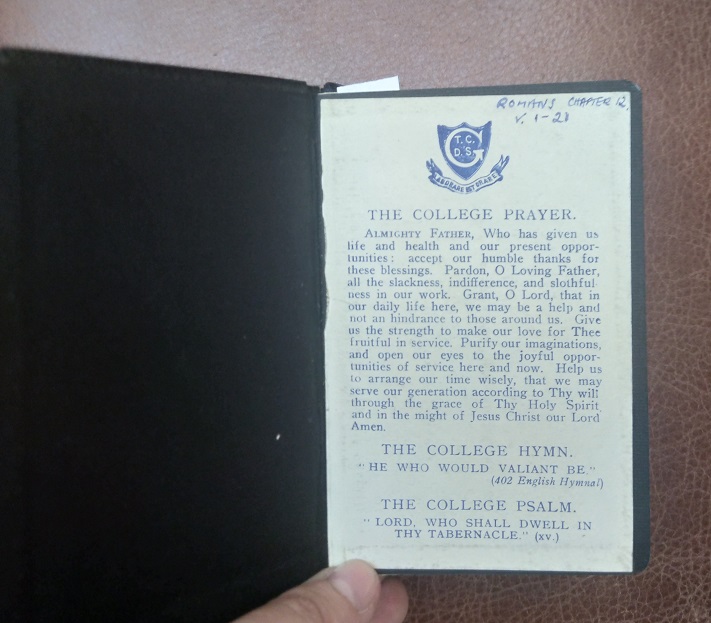 ROMANS CHAPTER 12,
v. 1-21
T.C.
G
D.S.
LABORARE EST ORARE
THE COLLEGE PRAYER.
ALMIGHTY FATHER, Who has given us
life and health and our present oppor-
tunities: accept our humble thanks for
these blessings. Pardon, O Loving Father,
all the slackness, indifference, and slothful-
ness in our work. Grant, O Lord, that in
our daily life here, we may be a help and
not an hindrance to those around us. Give
us the strength to make our love for Thee
fruitful in service. Purify our imaginations,
and open our eyes to the joyful oppor-
tunities of service here and now. Help us
to arrange our time wisely, that we may
serve our generation according to Thy will
through the grace of Thy Holy Spirit
and in the might of Jesus Christ our Lord
Amen.
THE COLLEGE HYMN.
"HE WHO WOULD VALIANT BE."
(402 English Hymnal)
THE COLLEGE PSALM.
"LORD, WHO SHALL DWELL IN
THY TABERNACLE." (xv.)